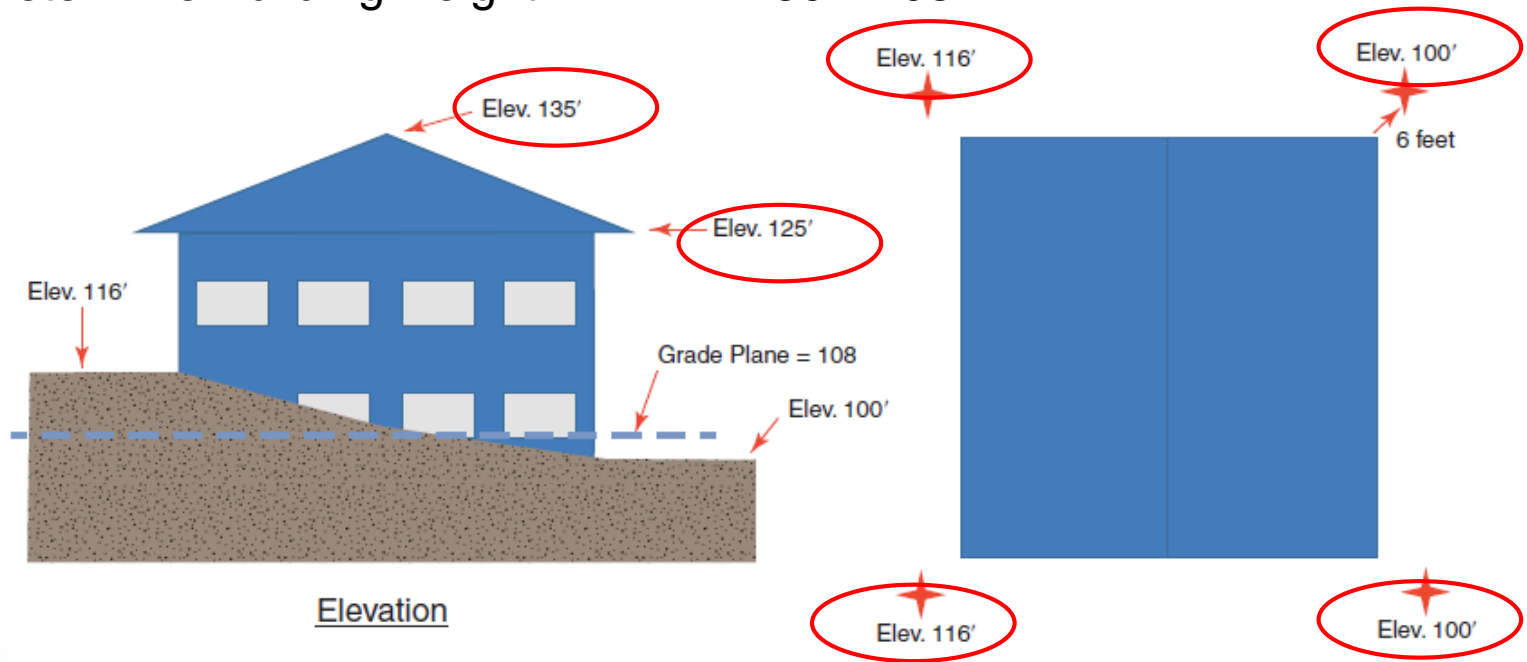 Elev. 135′
Elev. 125′
Elev. 116′
Grade Plane = 108
Elev. 100′
Elevation
Elev. 116′
Elev. 100′
6 feet
Elev. 116′
Elev. 100′